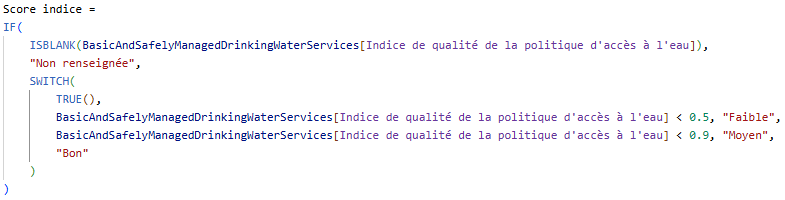 Score indice =
IF(
ISBLANK(BasicAndSafelyManagedDrinkingWaterServices[Indice de qualité de la politique d'accès à l'eau]),
"Non renseignée",
SWITCH(
TRUE(),
BasicAndSafelyManagedDrinkingWaterServices[Indice de qualité de la politique d'accès à l'eau] < 0.5, "Faible",
BasicAndSafelyManagedDrinkingWaterServices[Indice de qualité de la politique d'accès à l'eau] < 0.9, "Moyen",
"Bon"
)
)